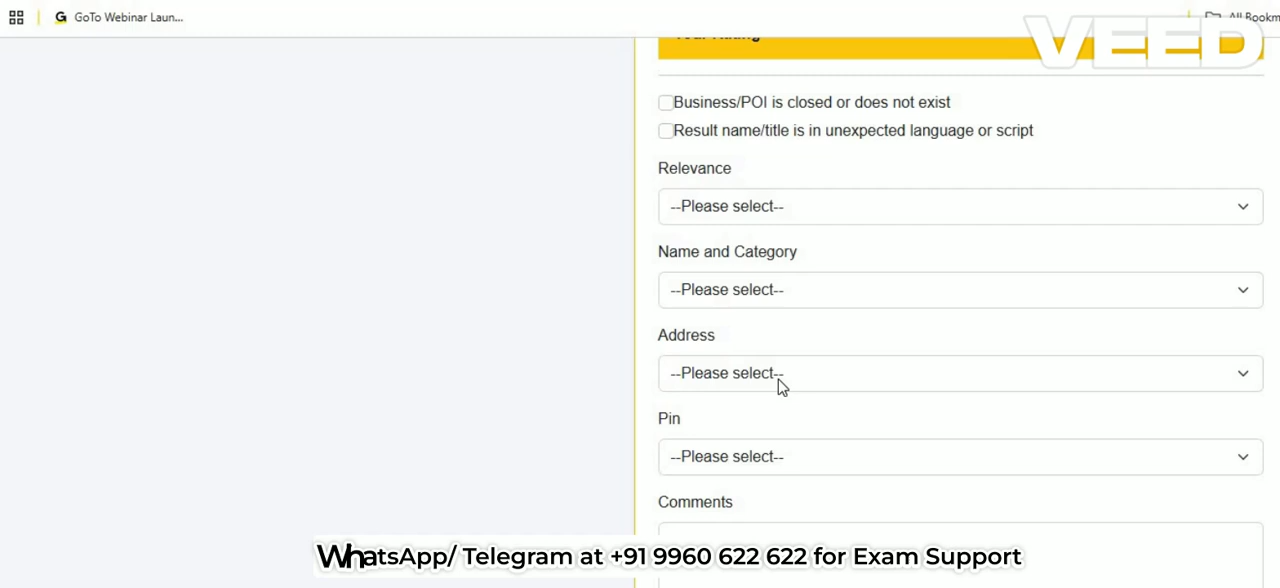 GoTo Webinar Laun...
All Bookm
VEED
Your Rating
Business/POI is closed or does not exist
Result name/title is in unexpected language or script
Relevance
--Please select--
Name and Category
--Please select--
Address
--Please select--
Pin
--Please select--
Comments
WhatsApp/ Telegram at +91 9960 622 622 for Exam Support